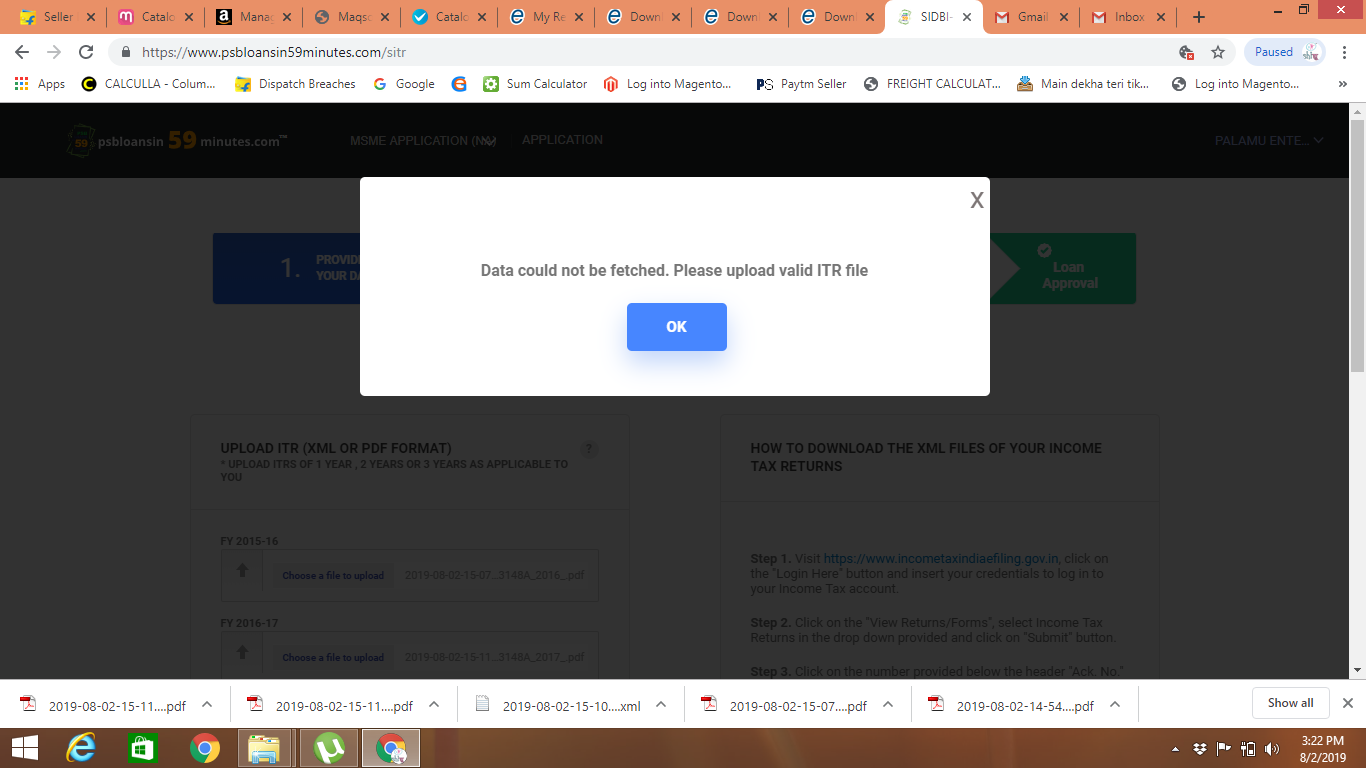 Seller
Catalo
Manag
Maqso
Catalo
My Re
Downl
Downl
Downl
SIDBI-
Gmail
Inbox
https://www.psbloansin59minutes.com/sitr
Paused
Apps
CALCULLA - Colum...
Dispatch Breaches
Google
Sum Calculator
Log into Magento...
Paytm Seller
FREIGHT CALCULAT...
Main dekha teri tik...
Log into Magento...
psbloansin 59 minutes.com™
MSME APPLICATION
APPLICATION
PALAMU ENTE...
X
Data could not be fetched. Please upload valid ITR file
OK
1.
PROVIDE
YOUR DA
Loan
Approval
UPLOAD ITR (XML OR PDF FORMAT)
* UPLOAD ITRS OF 1 YEAR , 2 YEARS OR 3 YEARS AS APPLICABLE TO
YOU
?
FY 2015-16
Choose a file to upload
2019-08-02-15-07...3148A_2016_.pdf
FY 2016-17
Choose a file to upload
2019-08-02-15-11...3148A_2017_.pdf
HOW TO DOWNLOAD THE XML FILES OF YOUR INCOME
TAX RETURNS
Step 1. Visit https://www.incometaxindiaefiling.gov.in, click on
the "Login Here" button and insert your credentials to log in to
your Income Tax account.
Step 2. Click on the "View Returns/Forms", select Income Tax
Returns in the drop down provided and click on "Submit" button.
Step 3. Click on the number provided below the header "Ack. No."
2019-08-02-15-11....pdf
2019-08-02-15-11....pdf
2019-08-02-15-10....xml
2019-08-02-15-07....pdf
2019-08-02-14-54....pdf
Show all
3:22 PM
8/2/2019